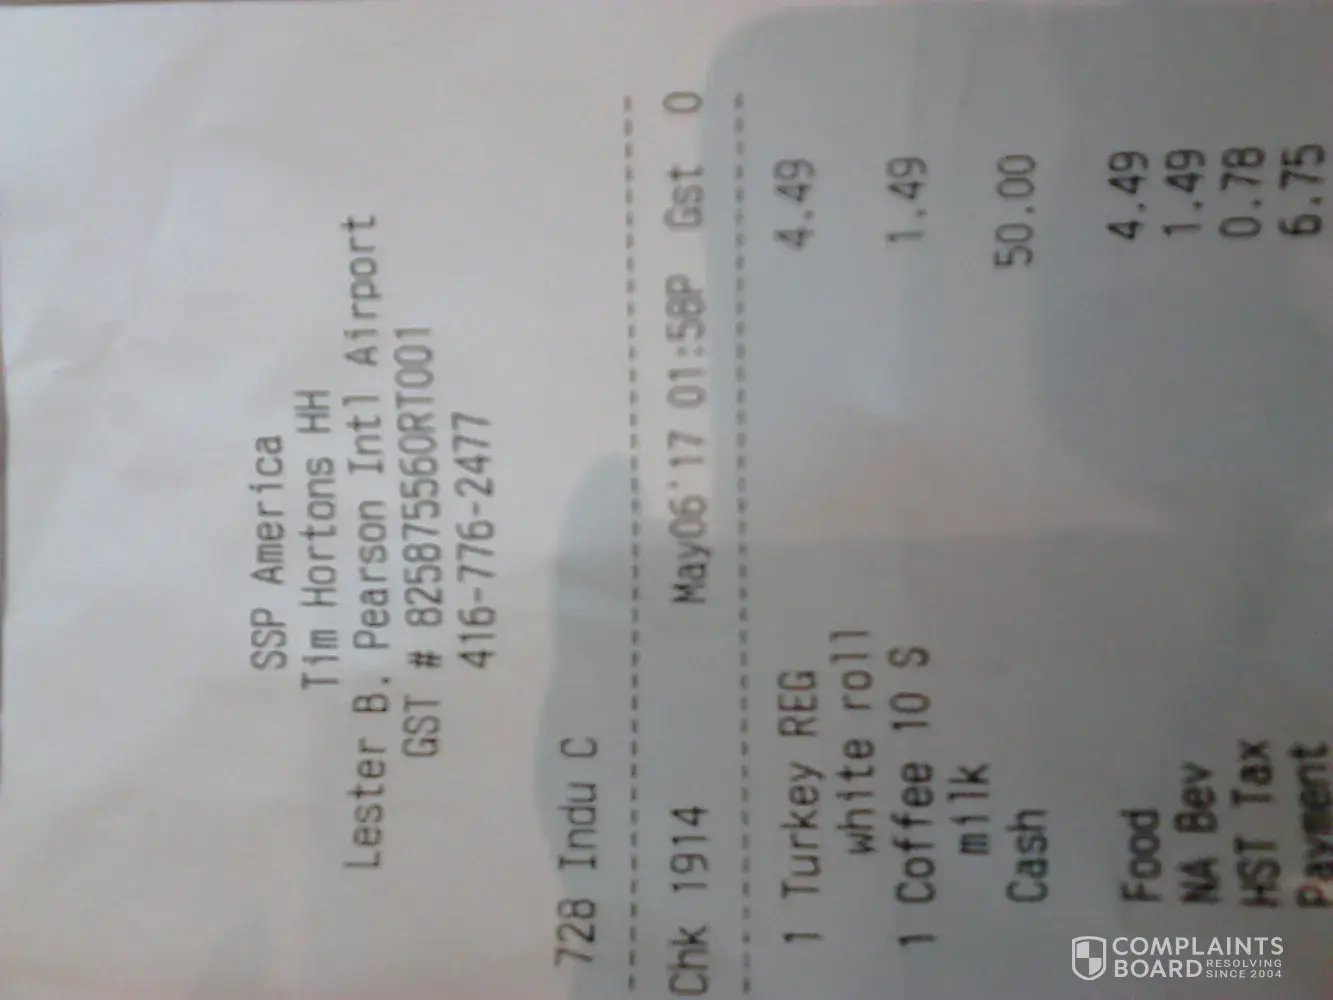 SSP America
Tim Hortons HH
Lester B. Pearson Intl Airport
GST # 825875560RT001
416-776-2477
728 Indu C
Chk 1914 May06'17 01:58P Gst 0
1 Turkey REG 4.49
white roll
1 Coffee 10 S 1.49
milk
Cash 50.00
Food 4.49
NA Bev 1.49
HST Tax 0.78
Payment 6.75
COMPLAINTS
BOARD RESOLVING
SINCE 2004